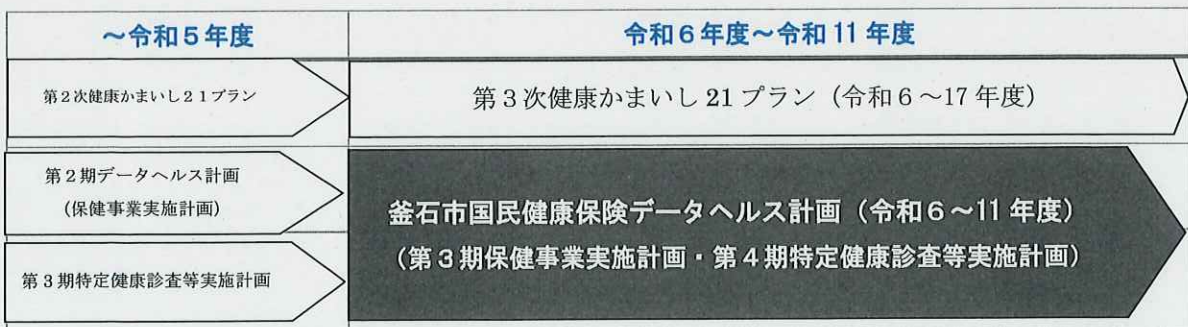 ～令和5年度
令和6年度～令和11年度
第2次健康かまいし21プラン
第3次健康かまいし21プラン（令和6～17年度）
第2期データヘルス計画
(保健事業実施計画)
第3期特定健康診査等実施計画
釜石市国民健康保険データヘルス計画（令和6～11年度）
（第3期保健事業実施計画・第4期特定健康診査等実施計画）